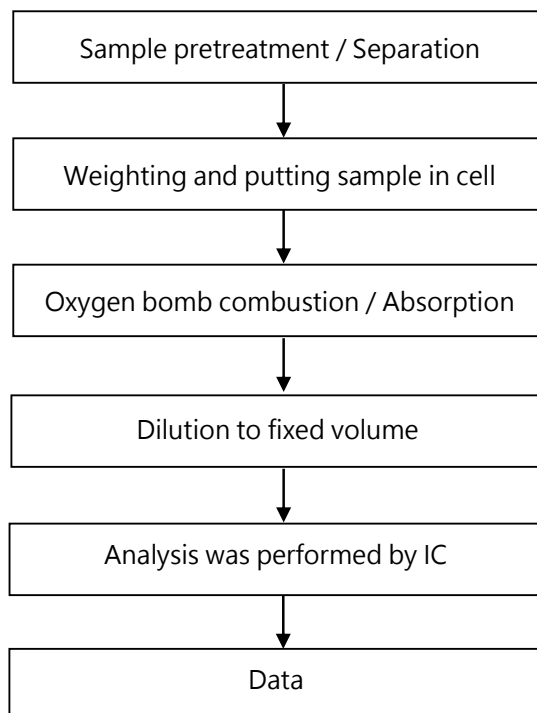 Sample pretreatment / Separation
Weighting and putting sample in cell
Oxygen bomb combustion / Absorption
Dilution to fixed volume
Analysis was performed by IC
Data